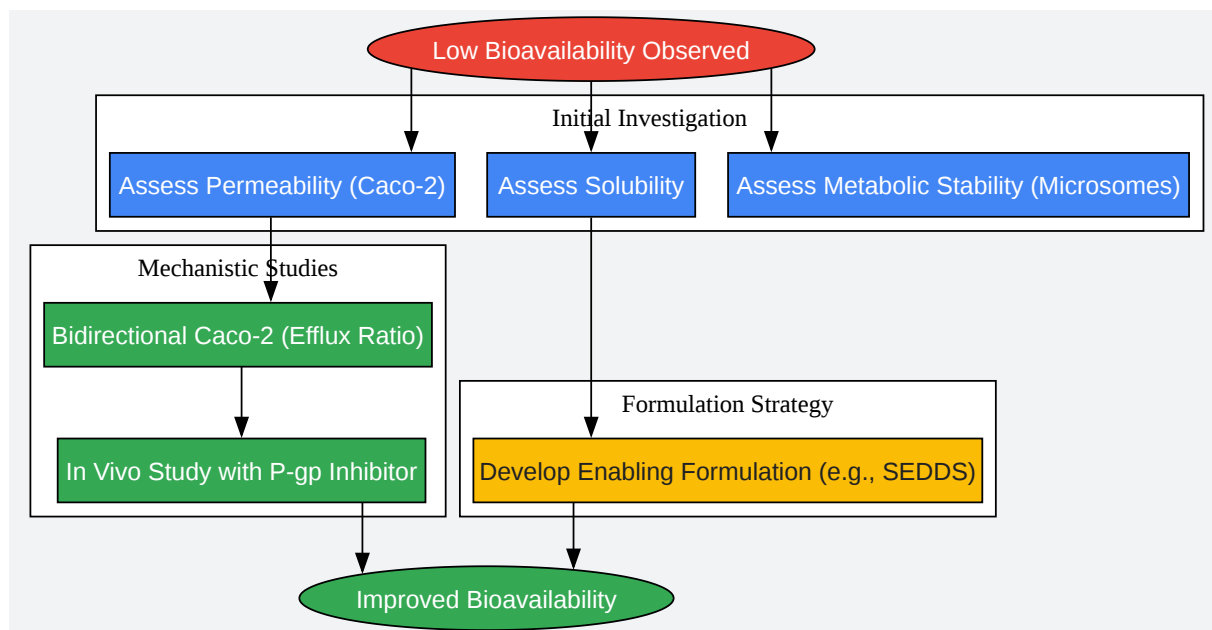 Low Bioavailability Observed
Initial Investigation
Assess Permeability (Caco-2)
Assess Solubility
Assess Metabolic Stability (Microsomes)
Mechanistic Studies
Bidirectional Caco-2 (Efflux Ratio)
Formulation Strategy
In Vivo Study with P-gp Inhibitor
Develop Enabling Formulation (e.g., SEDDS)
Improved Bioavailability